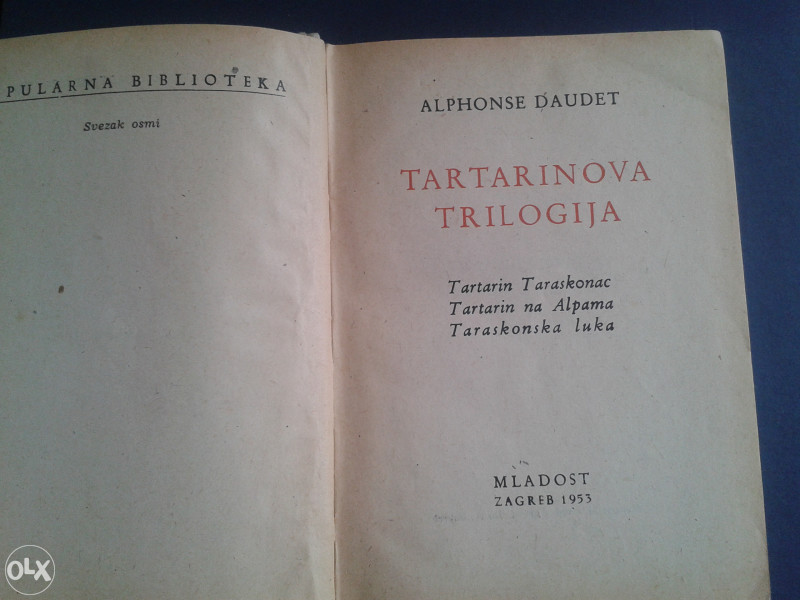 PULARNA BIBLIOTEKA
Svezak osmi
ALPHONSE DAUDET
TARTARINOVA
TRILOGIJA
Tartarin Taraskonac
Tartarin na Alpama
Taraskonska luka
MLADOST
ZAGREB 1953
OLX